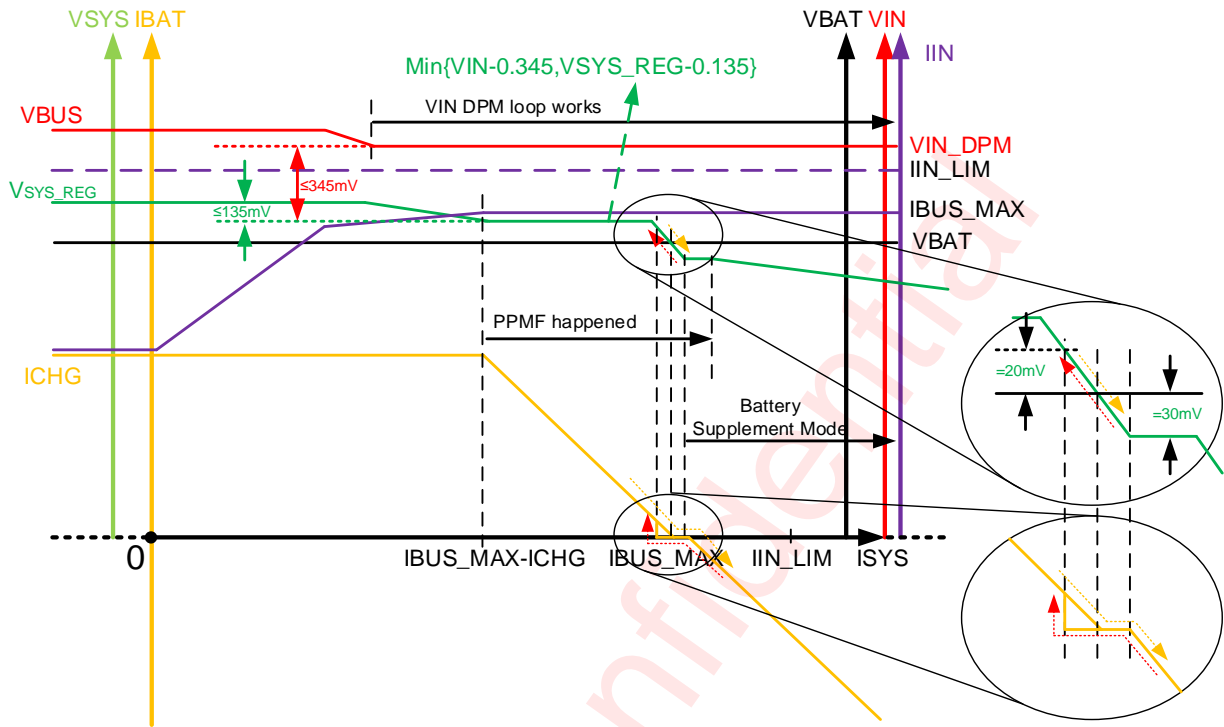 VSYS IBAT
VBAT VIN
IIN
Min{VIN-0.345,VSYS_REG-0.135}
VBUS
VIN DPM loop works
VIN_DPM
IIN_LIM
≤345mV
VSYS_REG
≤135mV
IBUS_MAX
VBAT
PPMF happened
=20mV
ICHG
Battery
Supplement Mode
=30mV
0
IBUS_MAX-ICHG
IBUS_MAX
IIN_LIM
ISYS
nfidential